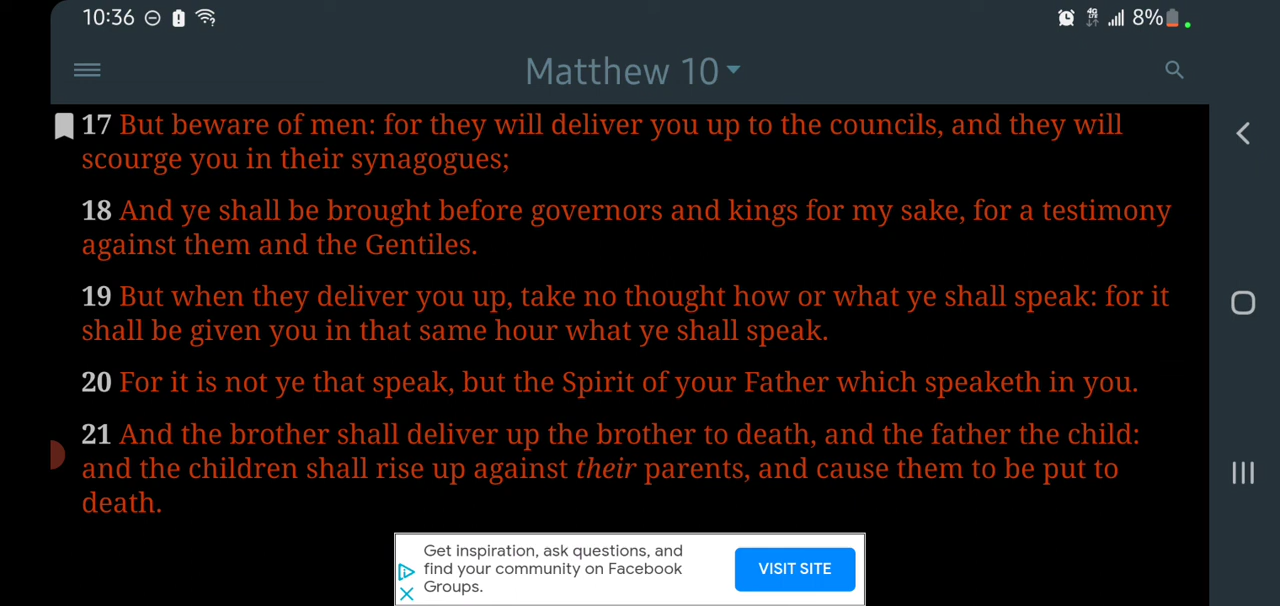 10:36
4G LTE 8%
Matthew 10
17 But beware of men: for they will deliver you up to the councils, and they will
scourge you in their synagogues;
18 And ye shall be brought before governors and kings for my sake, for a testimony
against them and the Gentiles.
19 But when they deliver you up, take no thought how or what ye shall speak: for it
shall be given you in that same hour what ye shall speak.
20 For it is not ye that speak, but the Spirit of your Father which speaketh in you.
21 And the brother shall deliver up the brother to death, and the father the child:
and the children shall rise up against their parents, and cause them to be put to
death.
Get inspiration, ask questions, and
find your community on Facebook
Groups.
VISIT SITE